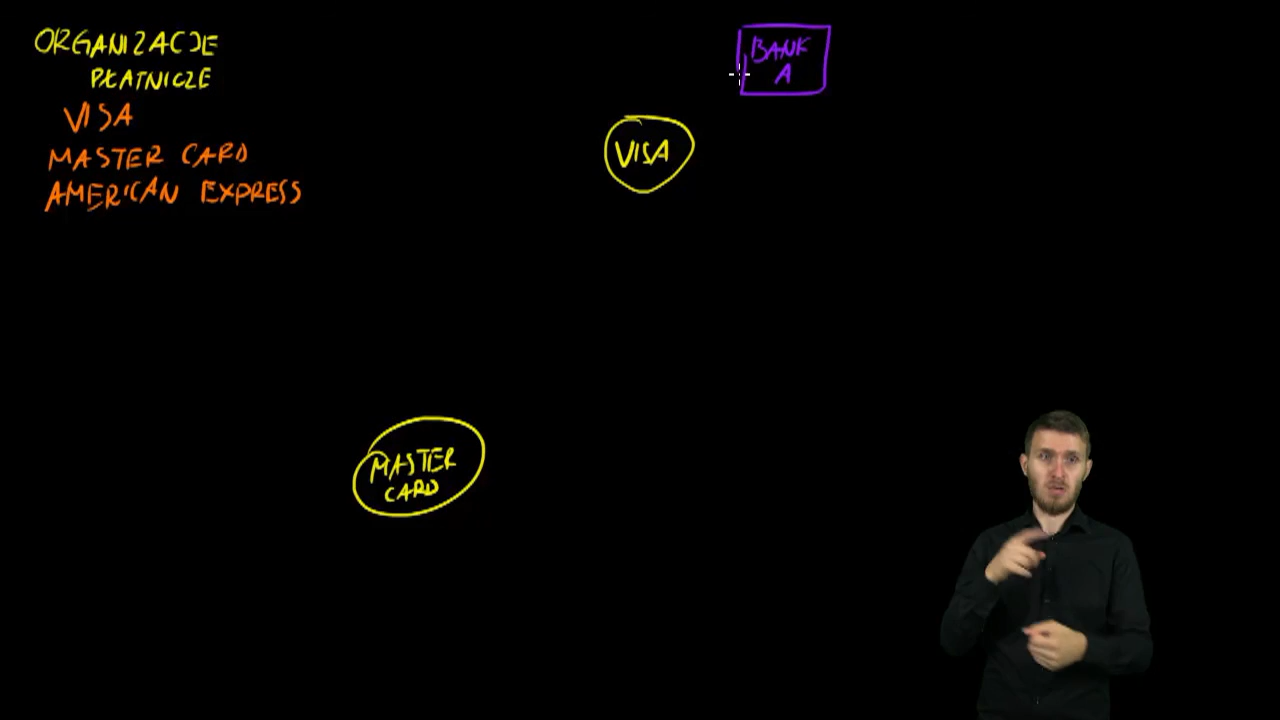 ORGANIZACJE
PŁATNICZE
VISA
MASTER CARD
AMERICAN EXPRESS
BANK
A
VISA
MASTER
CARD